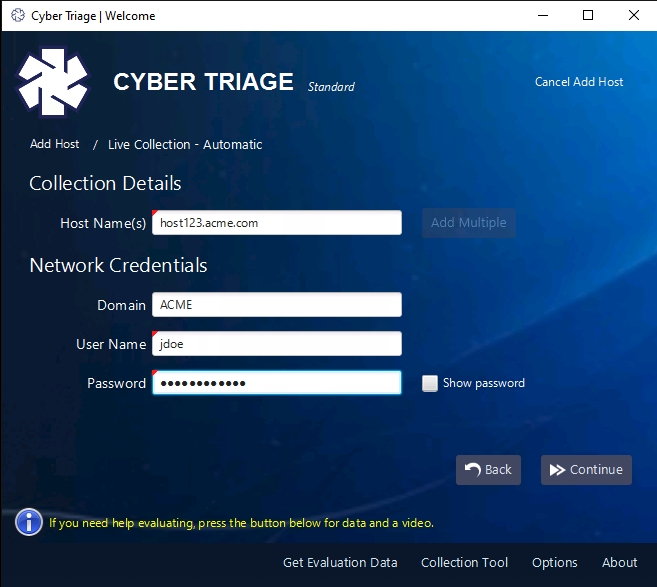 Cyber Triage | Welcome
CYBER TRIAGE Standard
Cancel Add Host
Add Host / Live Collection - Automatic
Collection Details
Host Name(s) host123.acme.com Add Multiple
Network Credentials
Domain ACME
User Name jdoe
Password ●●●●●●●●●●●● Show password
Back Continue
If you need help evaluating, press the button below for data and a video.
Get Evaluation Data Collection Tool Options About